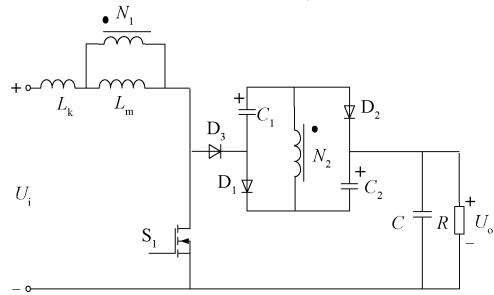 N₁
+
Lₖ
Lₘ
+
C₁
D₂
D₃
N₂
D₁
+
C₂
Uᵢ
S₁
C
R
+
Uₒ
−
−